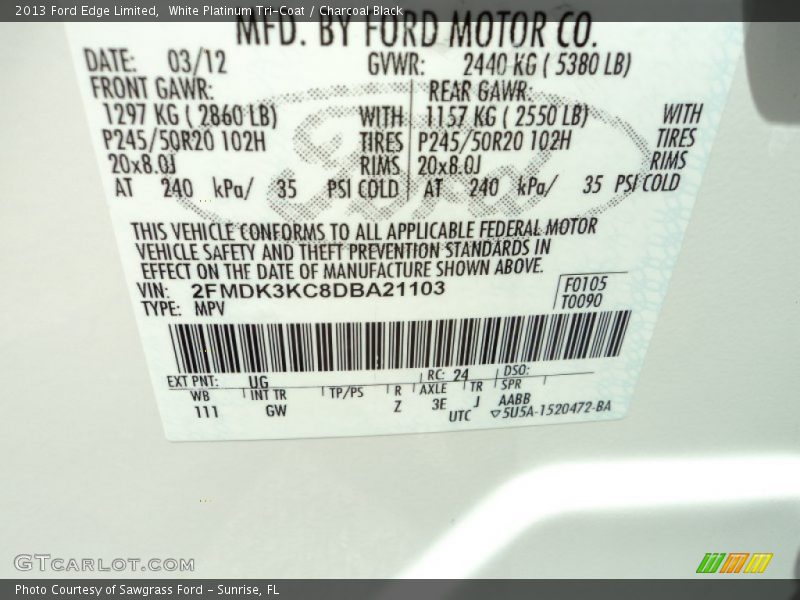 2013 Ford Edge Limited,  White Platinum Tri-Coat / Charcoal Black
MFD. BY FORD MOTOR CO.
DATE: 03/12 GVWR: 2440 KG ( 5380 LB)
FRONT GAWR: REAR GAWR:
1297 KG ( 2860 LB) WITH 1157 KG ( 2550 LB) WITH
P245/50R20 102H TIRES P245/50R20 102H TIRES
20x8.0J RIMS 20x8.0J RIMS
AT 240 kPa/ 35 PSI COLD AT 240 kPa/ 35 PSI COLD
Ford
THIS VEHICLE CONFORMS TO ALL APPLICABLE FEDERAL MOTOR
VEHICLE SAFETY AND THEFT PREVENTION STANDARDS IN
EFFECT ON THE DATE OF MANUFACTURE SHOWN ABOVE.
VIN: 2FMDK3KC8DBA21103 F0105
TYPE: MPV T0090
EXT PNT: UG RC: 24 DSO:
WB INT TR TP/PS R AXLE TR SPR
111 GW Z 3E J AABB
UTC ▽5U5A-1520472-BA
GTCARLOT.COM
Photo Courtesy of Sawgrass Ford - Sunrise, FL